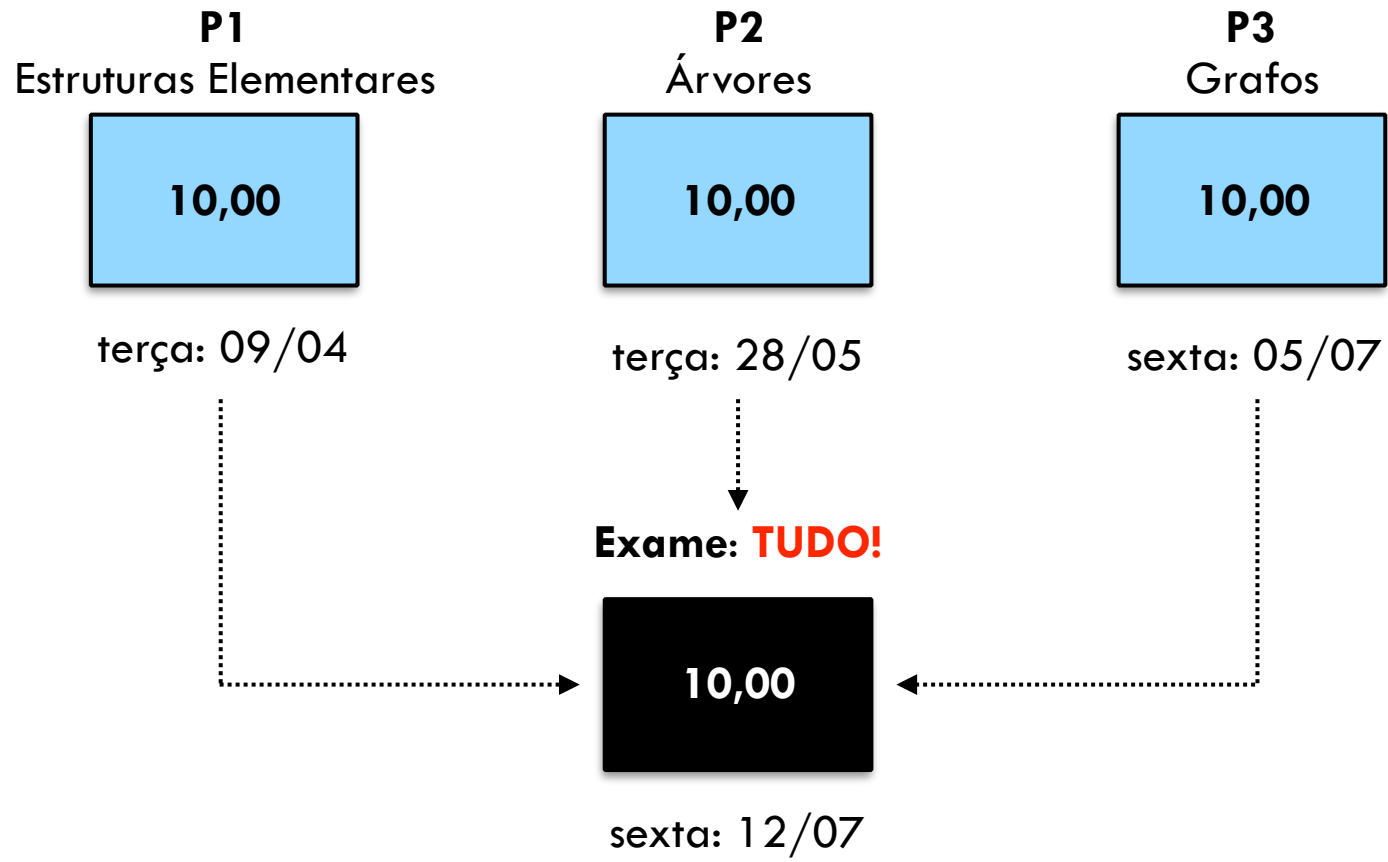 P1
Estruturas Elementares
10,00
terça: 09/04
P2
Árvores
10,00
terça: 28/05
P3
Grafos
10,00
sexta: 05/07
Exame: TUDO!
10,00
sexta: 12/07